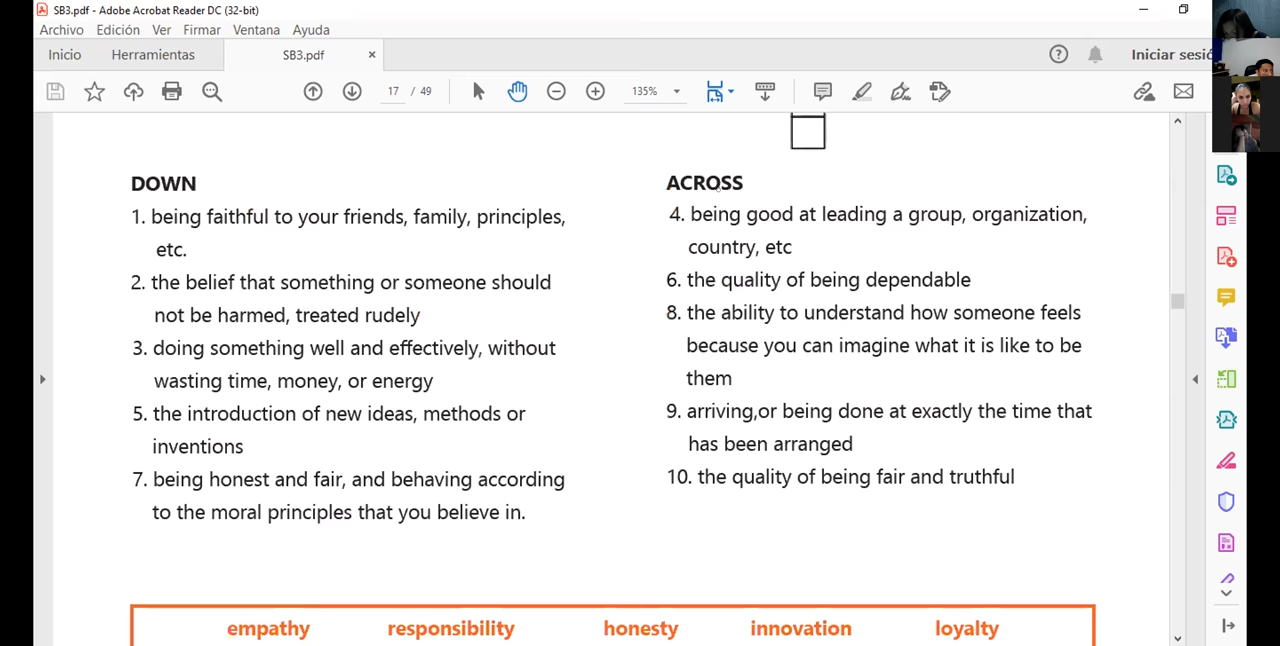 SB3.pdf - Adobe Acrobat Reader DC (32-bit)
Archivo Edición Ver Firmar Ventana Ayuda
Inicio Herramientas SB3.pdf × Iniciar sesió
17 / 49 135%
DOWN
1. being faithful to your friends, family, principles,
etc.
2. the belief that something or someone should
not be harmed, treated rudely
3. doing something well and effectively, without
wasting time, money, or energy
5. the introduction of new ideas, methods or
inventions
7. being honest and fair, and behaving according
to the moral principles that you believe in.
ACROSS
4. being good at leading a group, organization,
country, etc
6. the quality of being dependable
8. the ability to understand how someone feels
because you can imagine what it is like to be
them
9. arriving,or being done at exactly the time that
has been arranged
10. the quality of being fair and truthful
empathy responsibility honesty innovation loyalty